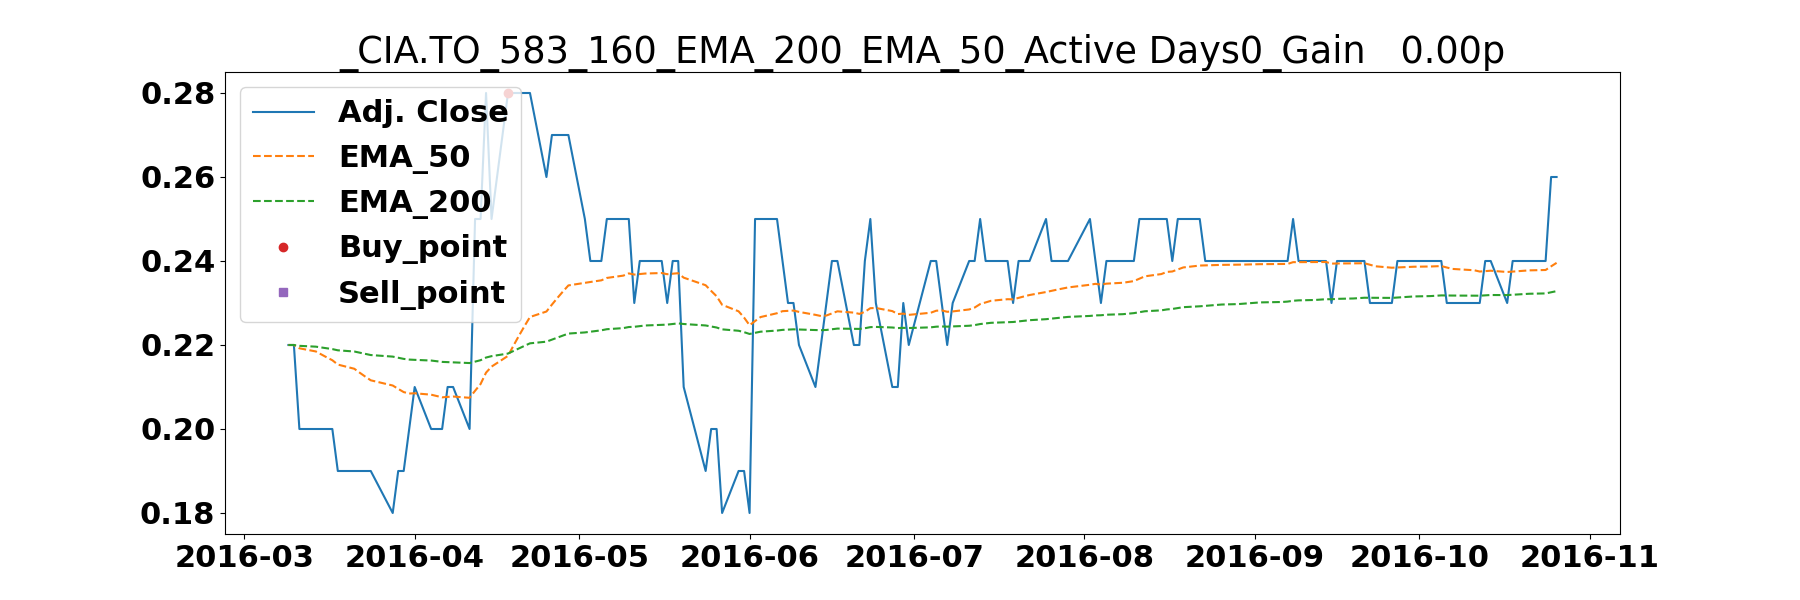 _CIA.TO_583_160_EMA_200_EMA_50_Active Days0_Gain   0.00p
0.28
0.26
0.24
0.22
0.20
0.18
Adj. Close
EMA_50
EMA_200
Buy_point
Sell_point
2016-03 2016-04 2016-05 2016-06 2016-07 2016-08 2016-09 2016-10 2016-11